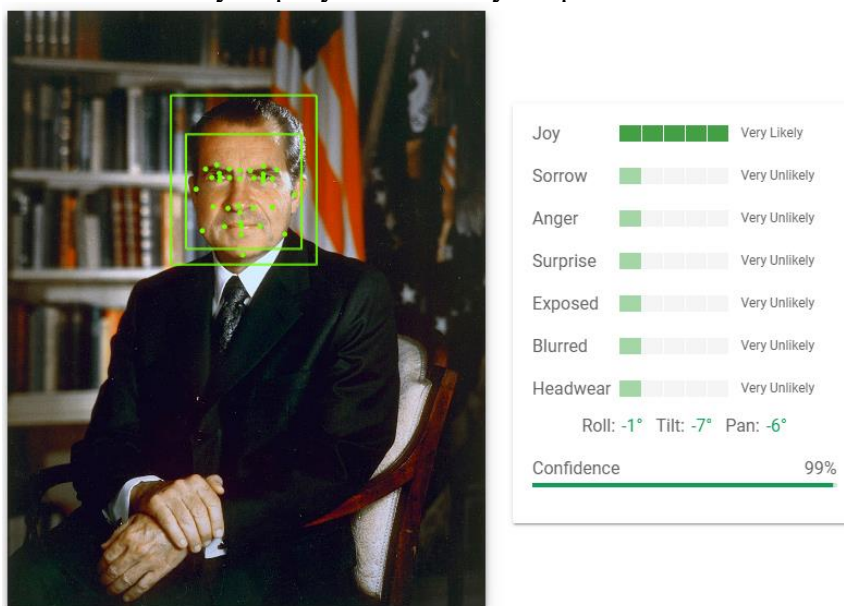 Joy Very Likely
Sorrow Very Unlikely
Anger Very Unlikely
Surprise Very Unlikely
Exposed Very Unlikely
Blurred Very Unlikely
Headwear Very Unlikely
Roll: -1° Tilt: -7° Pan: -6°
Confidence 99%